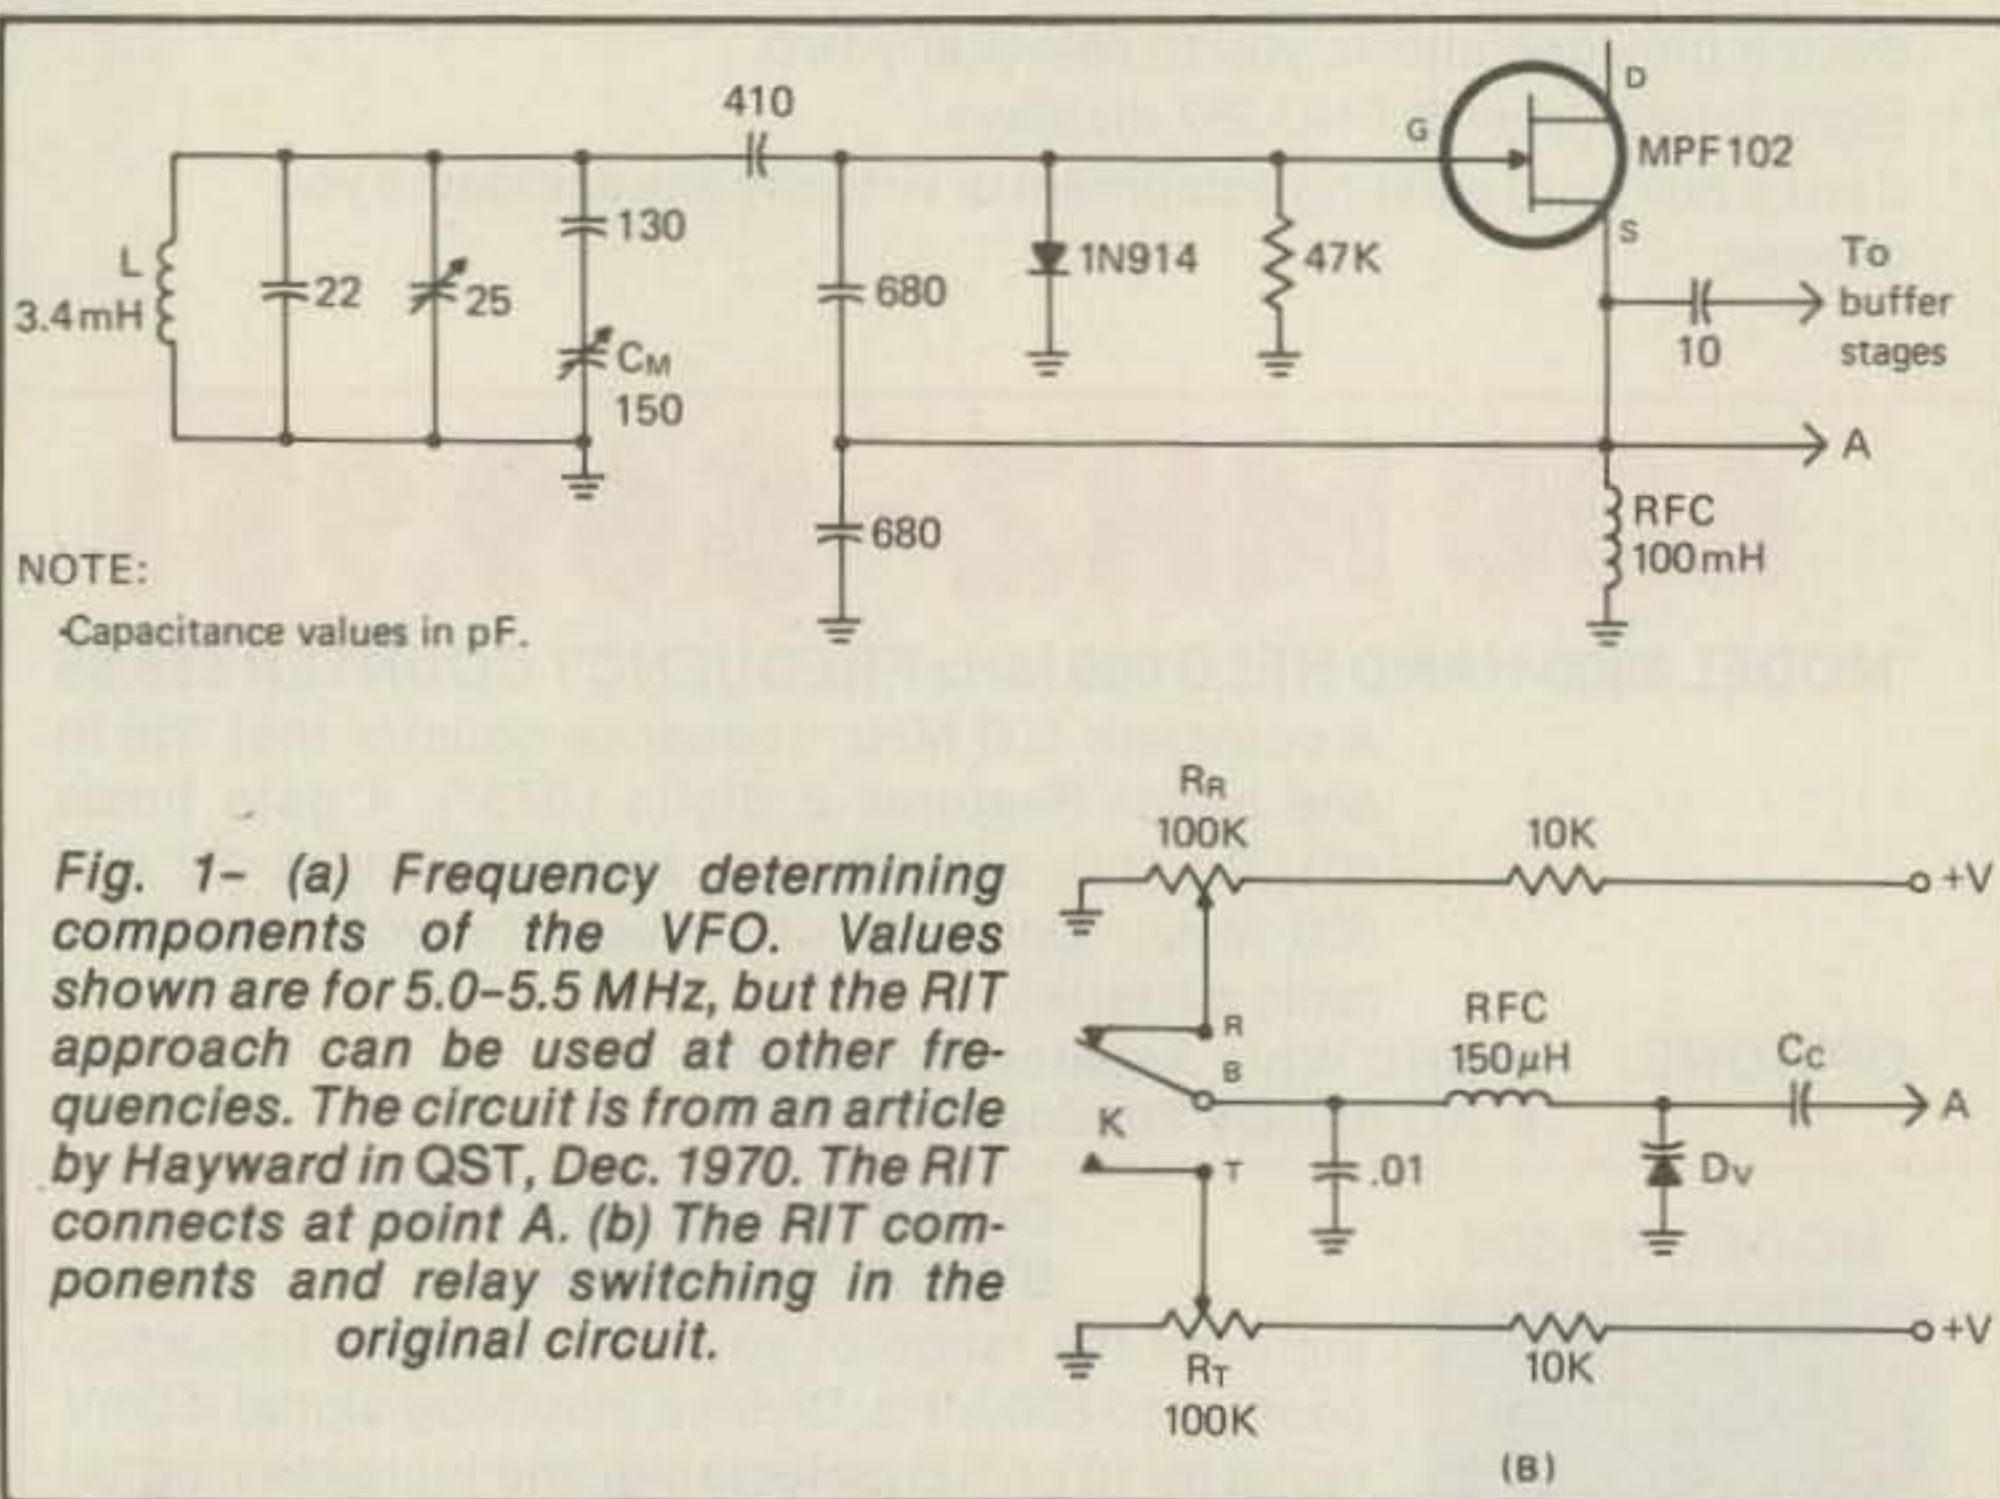 410
D
G
MPF102
S
130
L
3.4mH
22
25
CM
150
680
1N914
47K
To
buffer
stages
10
A
680
RFC
100mH
NOTE:
Capacitance values in pF.
RR
100K
10K
+V
Fig. 1– (a) Frequency determining
components of the VFO. Values
shown are for 5.0–5.5 MHz, but the RIT
approach can be used at other fre-
quencies. The circuit is from an article
by Hayward in QST, Dec. 1970. The RIT
connects at point A. (b) The RIT com-
ponents and relay switching in the
original circuit.
R
B
K
T
RFC
150µH
CC
A
.01
DV
RT
100K
10K
+V
(B)